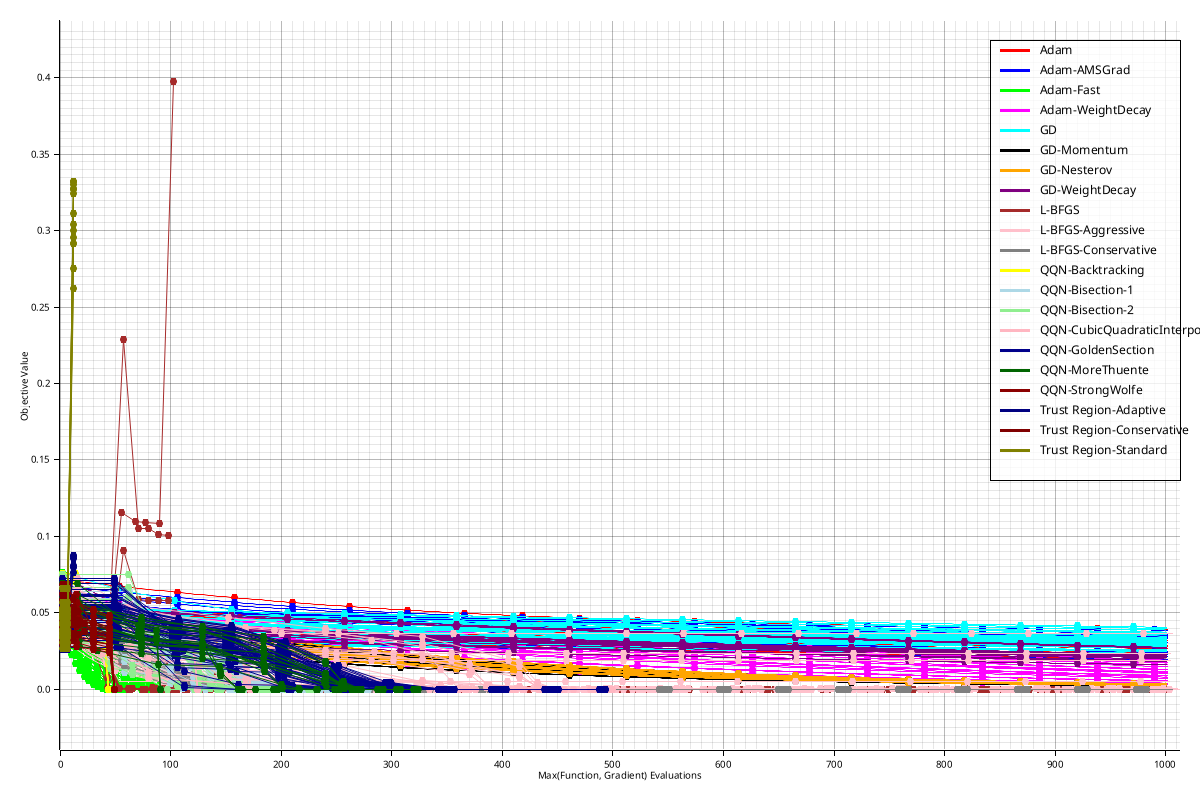 0.4
0.35
0.3
0.25
0.2
0.15
0.1
0.05
0.0
Objective Value
0
100
200
300
400
500
600
700
800
900
1000
Max(Function, Gradient) Evaluations
Adam
Adam-AMSGrad
Adam-Fast
Adam-WeightDecay
GD
GD-Momentum
GD-Nesterov
GD-WeightDecay
L-BFGS
L-BFGS-Aggressive
L-BFGS-Conservative
QQN-Backtracking
QQN-Bisection-1
QQN-Bisection-2
QQN-CubicQuadraticInterpo
QQN-GoldenSection
QQN-MoreThuente
QQN-StrongWolfe
Trust Region-Adaptive
Trust Region-Conservative
Trust Region-Standard